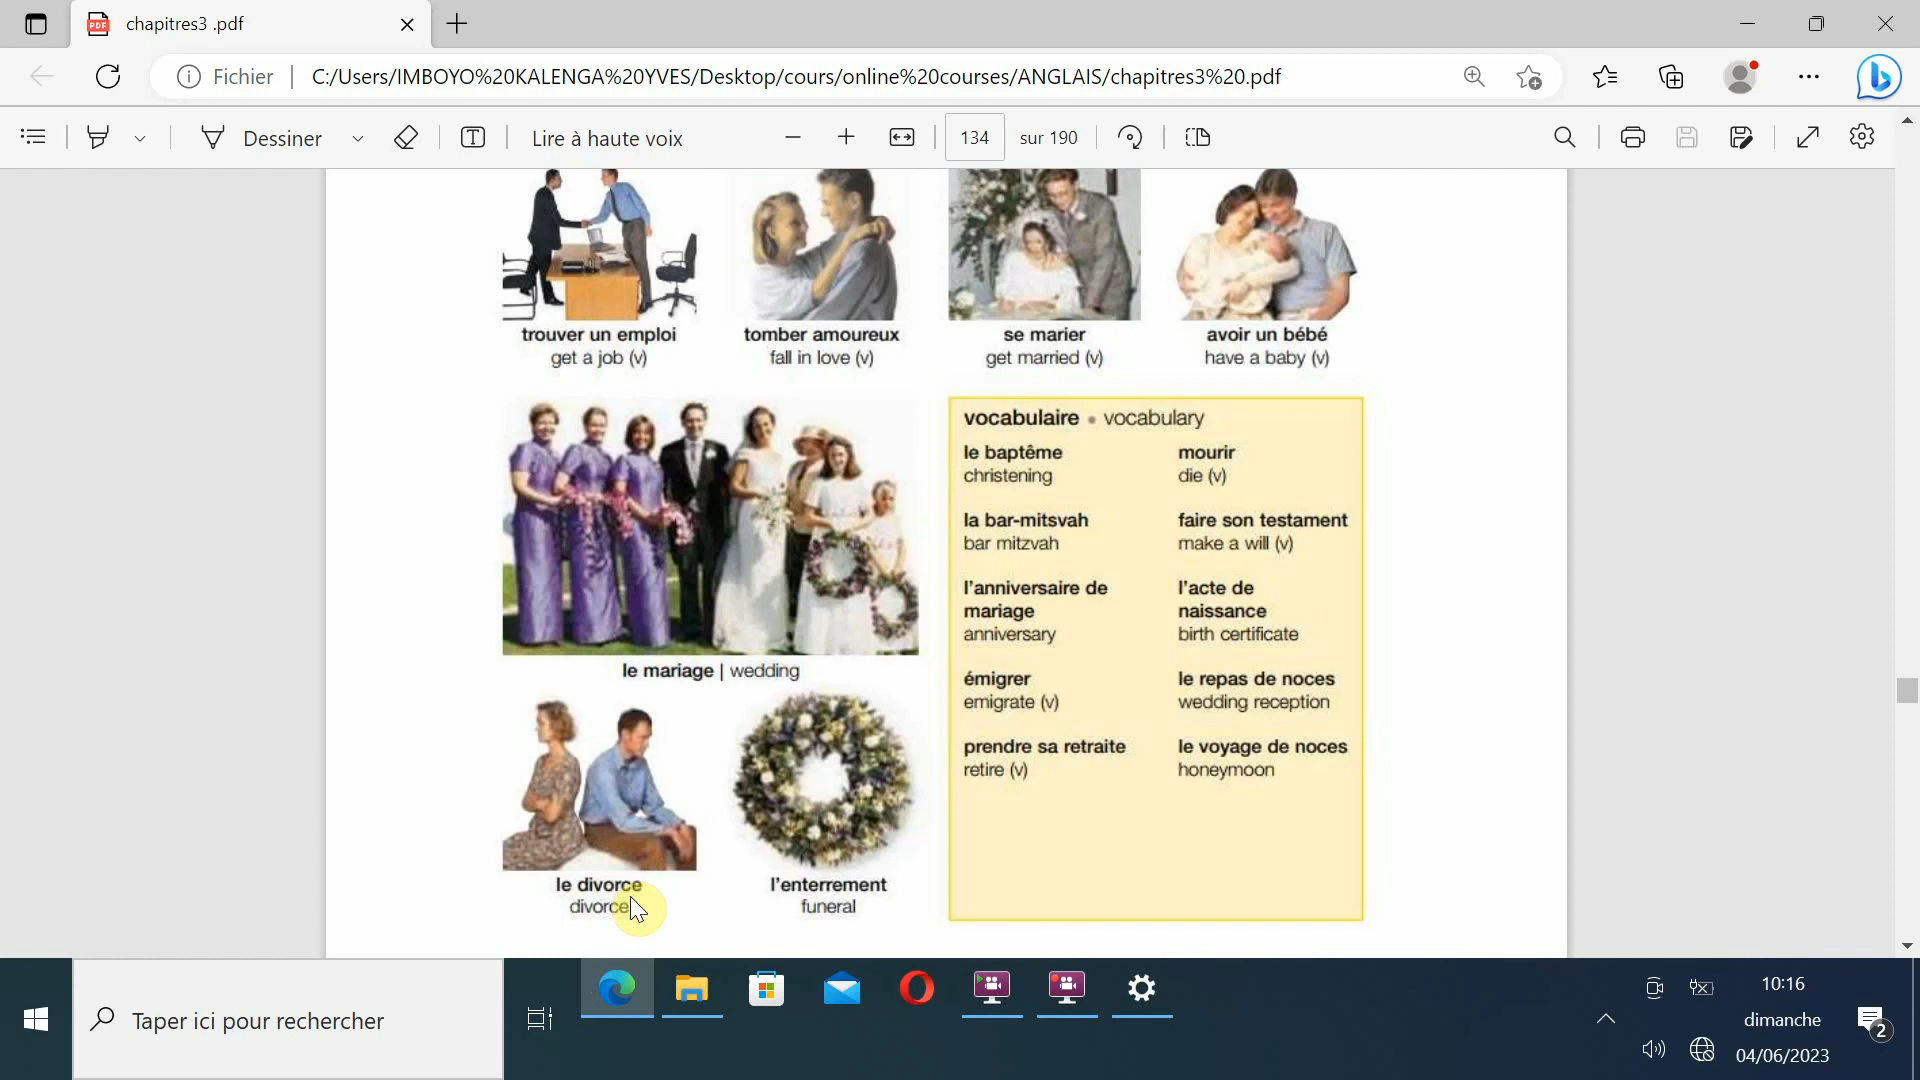 chapitres3 .pdf
Fichier
C:/Users/IMBOYO%20KALENGA%20YVES/Desktop/cours/online%20courses/ANGLAIS/chapitres3%20.pdf
Dessiner
Lire à haute voix
134 sur 190
trouver un emploi
get a job (v)
tomber amoureux
fall in love (v)
se marier
get married (v)
avoir un bébé
have a baby (v)
le mariage | wedding
le divorce
divorce
l'enterrement
funeral
vocabulaire • vocabulary
le baptême
christening
la bar-mitsvah
bar mitzvah
l'anniversaire de
mariage
anniversary
émigrer
emigrate (v)
prendre sa retraite
retire (v)
mourir
die (v)
faire son testament
make a will (v)
l'acte de
naissance
birth certificate
le repas de noces
wedding reception
le voyage de noces
honeymoon
Taper ici pour rechercher
10:16
dimanche
04/06/2023
2